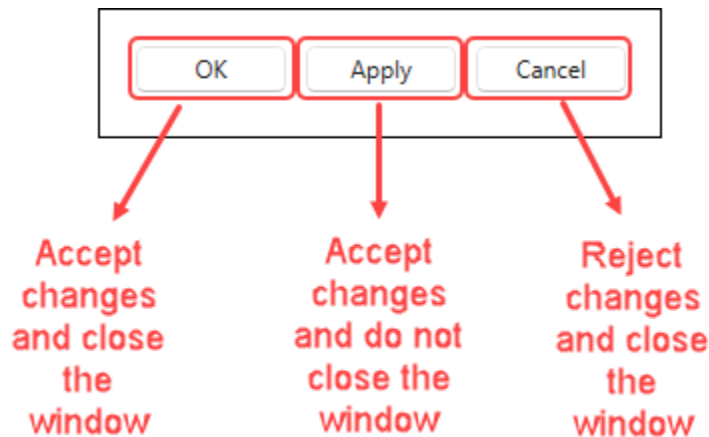 OK Apply Cancel
Accept
changes
and close
the
window
Accept
changes
and do not
close the
window
Reject
changes
and close
the
window